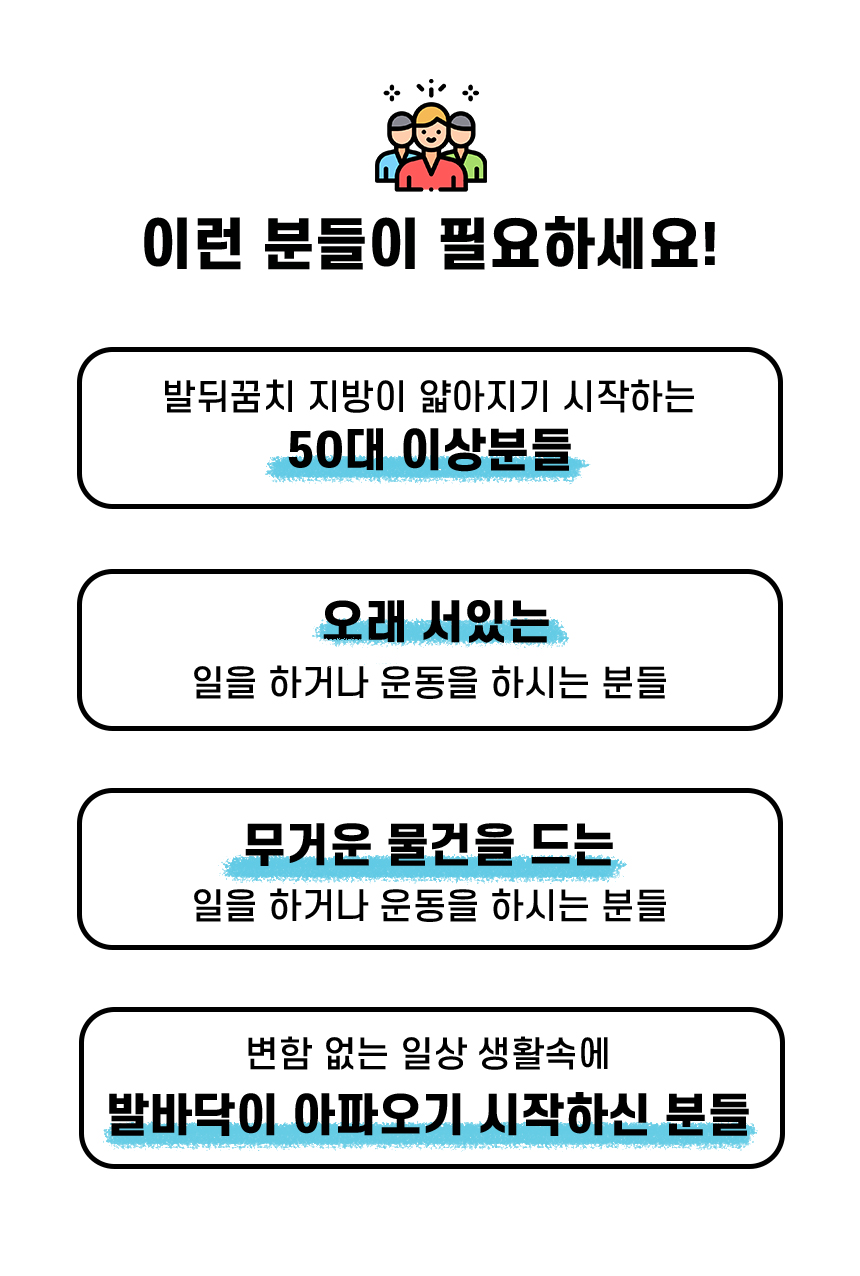 이런 분들이 필요하세요!
발뒤꿈치 지방이 얇아지기 시작하는
50대 이상분들
오래 서있는
일을 하거나 운동을 하시는 분들
무거운 물건을 드는
일을 하거나 운동을 하시는 분들
변함 없는 일상 생활속에
발바닥이 아파오기 시작하신 분들